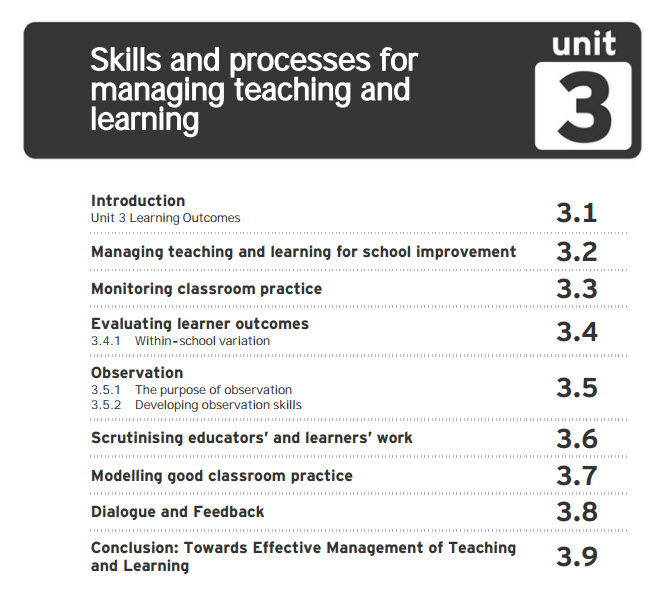 Skills and processes for
managing teaching and
learning
unit
3
Introduction
Unit 3 Learning Outcomes
3.1
Managing teaching and learning for school improvement 3.2
Monitoring classroom practice 3.3
Evaluating learner outcomes
3.4.1 Within-school variation
3.4
Observation
3.5.1 The purpose of observation
3.5.2 Developing observation skills
3.5
Scrutinising educators' and learners' work 3.6
Modelling good classroom practice 3.7
Dialogue and Feedback 3.8
Conclusion: Towards Effective Management of Teaching
and Learning
3.9